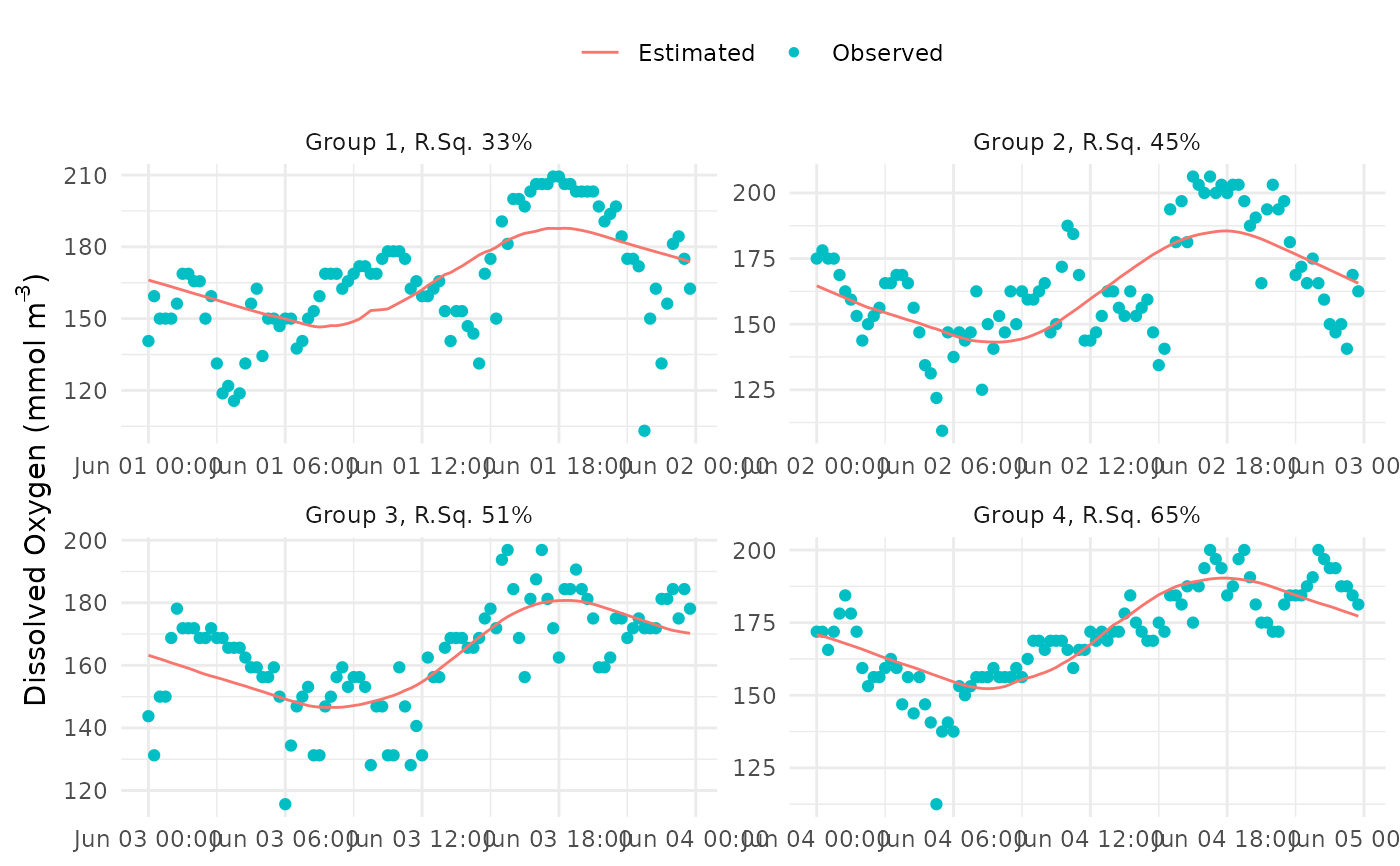 Estimated Observed
Dissolved Oxygen (mmol m⁻³)
Group 1, R.Sq. 33%
210
180
150
120
Jun 01 00:00 Jun 01 06:00 Jun 01 12:00 Jun 01 18:00 Jun 02 00:00
Group 2, R.Sq. 45%
200
175
150
125
Jun 02 00:00 Jun 02 06:00 Jun 02 12:00 Jun 02 18:00 Jun 03 00
Group 3, R.Sq. 51%
200
180
160
140
120
Jun 03 00:00 Jun 03 06:00 Jun 03 12:00 Jun 03 18:00 Jun 04 00:00
Group 4, R.Sq. 65%
200
175
150
125
Jun 04 00:00 Jun 04 06:00 Jun 04 12:00 Jun 04 18:00 Jun 05 00